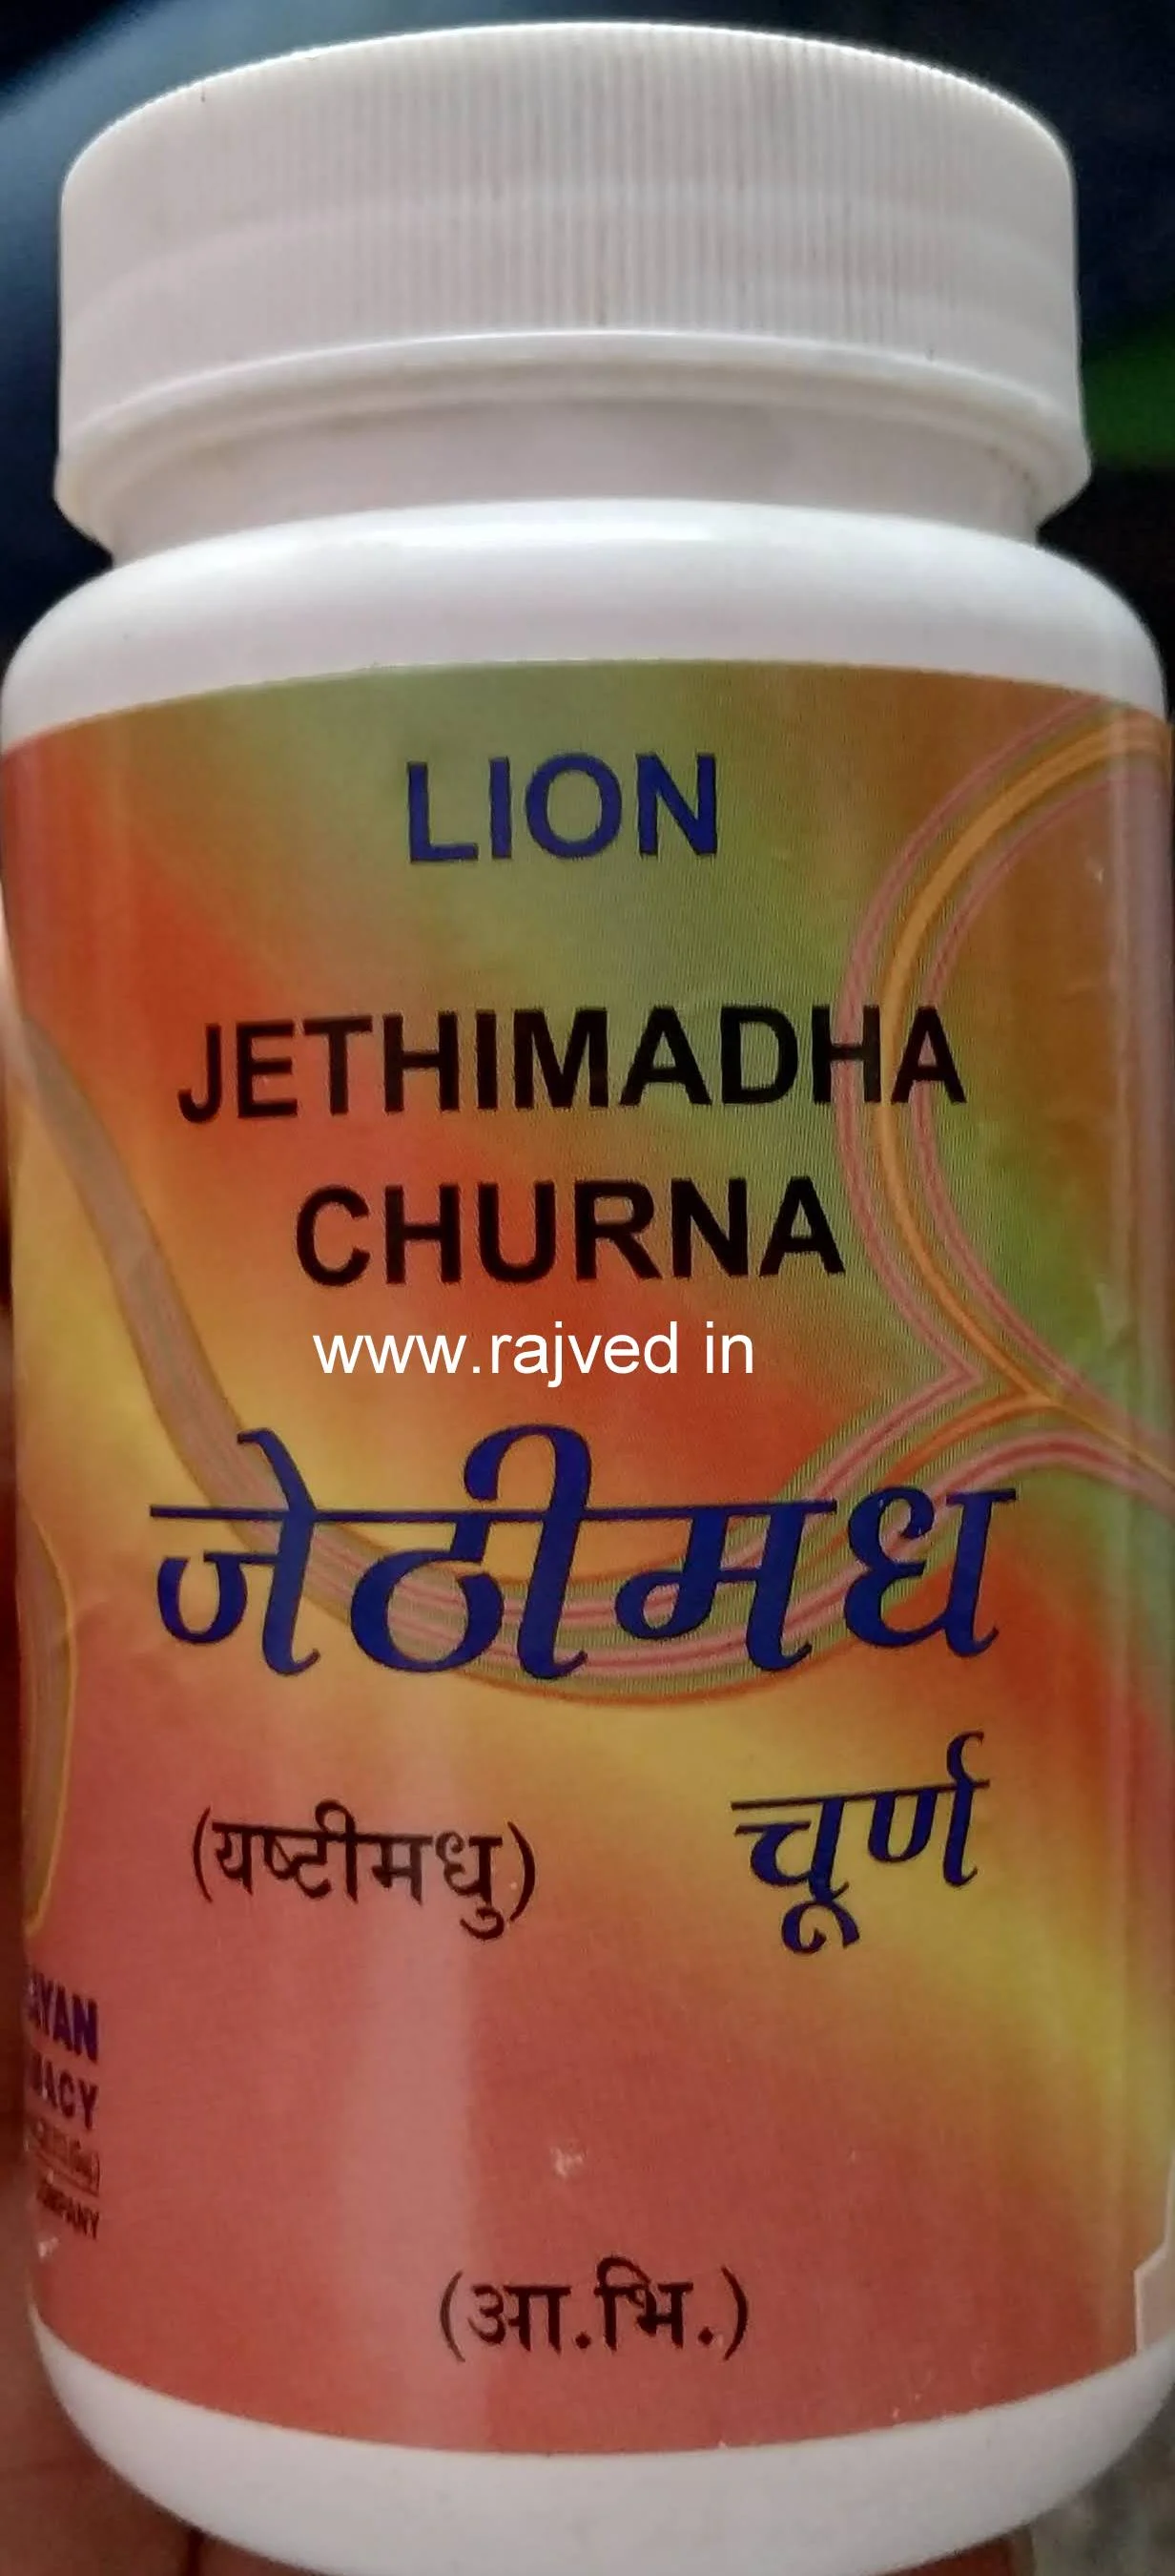 LION
JETHIMADHA
CHURNA
www.rajved in
जेठीमध
(यष्टीमधु) चूर्ण
(आ.भि.)